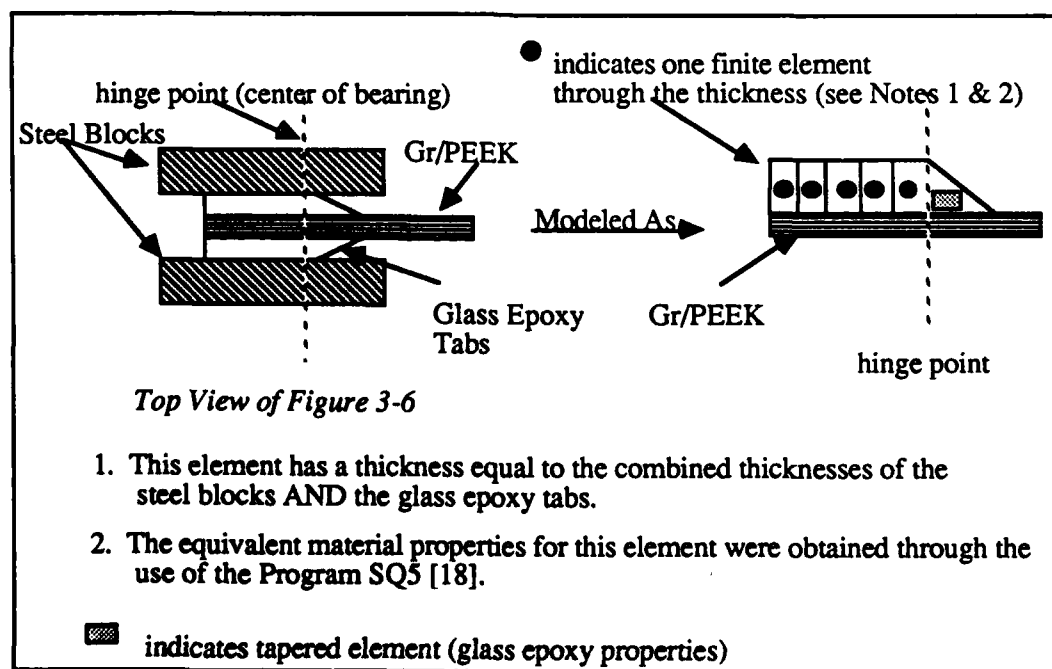 indicates one finite element
through the thickness (see Notes 1 & 2)
hinge point (center of bearing)
Steel Blocks
Gr/PEEK
Modeled As
Glass Epoxy
Tabs
Gr/PEEK
hinge point
Top View of Figure 3-6
1. This element has a thickness equal to the combined thicknesses of the
steel blocks AND the glass epoxy tabs.
2. The equivalent material properties for this element were obtained through the
use of the Program SQ5 [18].
indicates tapered element (glass epoxy properties)